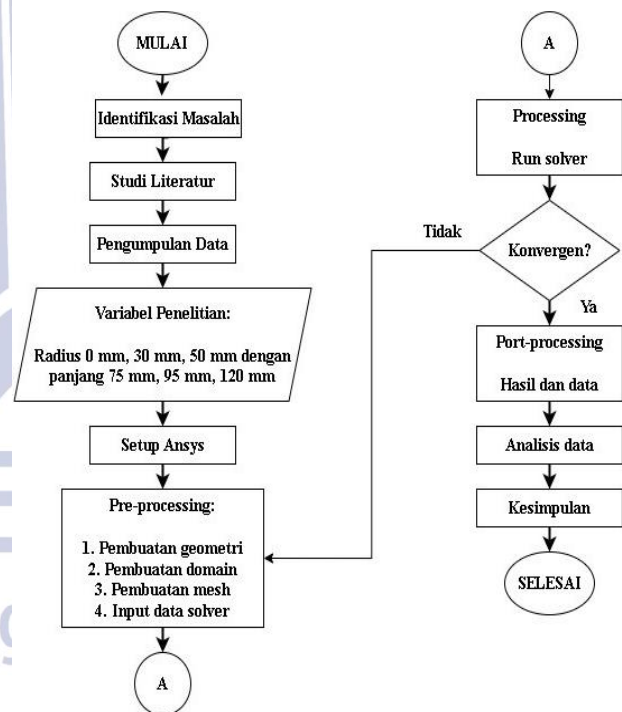 MULAI
Identifikasi Masalah
Studi Literatur
Pengumpulan Data
Variabel Penelitian:
Radius 0 mm, 30 mm, 50 mm dengan
panjang 75 mm, 95 mm, 120 mm
Setup Ansys
Pre-processing:
1. Pembuatan geometri
2. Pembuatan domain
3. Pembuatan mesh
4. Input data solver
A
A
Processing
Run solver
Konvergen?
Tidak
Ya
Port-processing
Hasil dan data
Analisis data
Kesimpulan
SELESAI